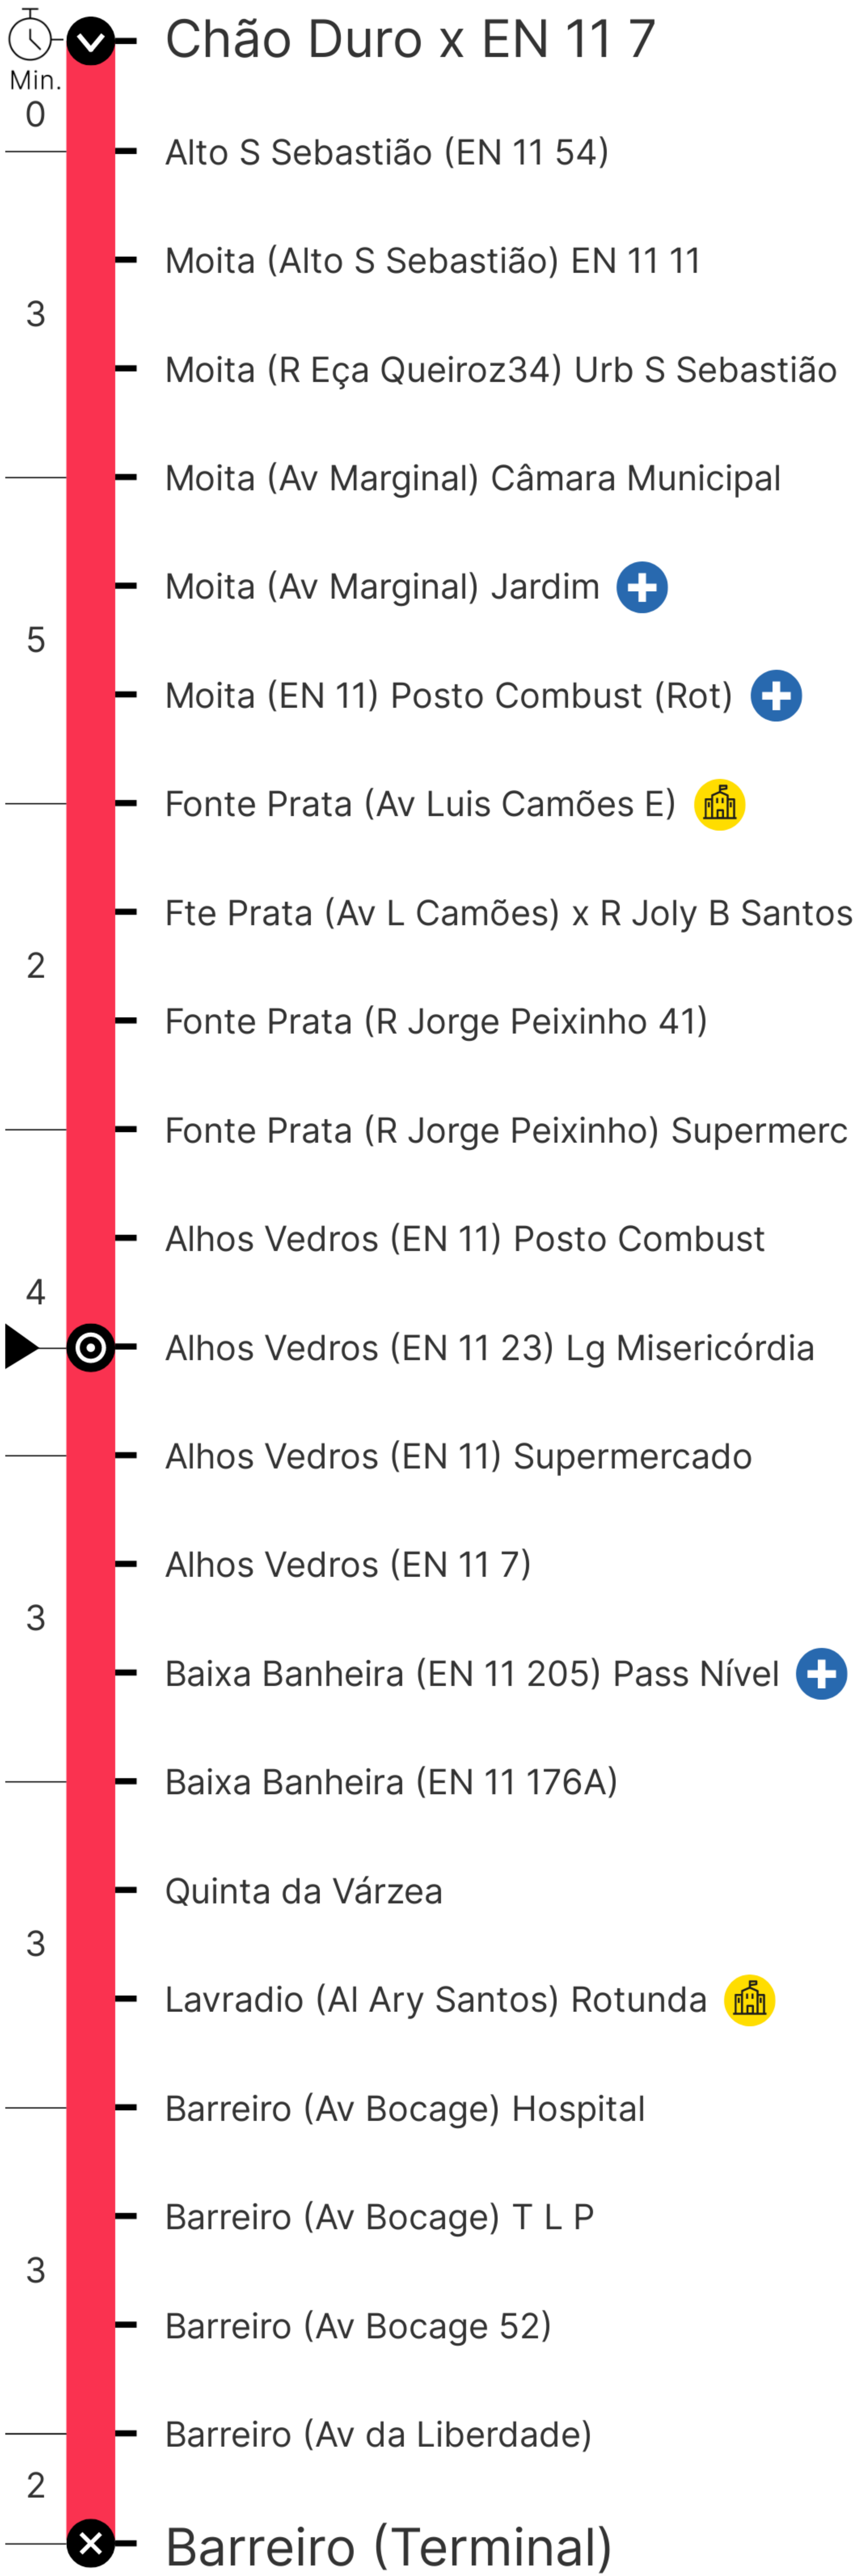 Chão Duro x EN 11 7
Min.
0
Alto S Sebastião (EN 11 54)
Moita (Alto S Sebastião) EN 11 11
3
Moita (R Eça Queiroz34) Urb S Sebastião
Moita (Av Marginal) Câmara Municipal
Moita (Av Marginal) Jardim
5
Moita (EN 11) Posto Combust (Rot)
Fonte Prata (Av Luis Camões E)
Fte Prata (Av L Camões) x R Joly B Santos
2
Fonte Prata (R Jorge Peixinho 41)
Fonte Prata (R Jorge Peixinho) Supermerc
Alhos Vedros (EN 11) Posto Combust
4
Alhos Vedros (EN 11 23) Lg Misericórdia
Alhos Vedros (EN 11) Supermercado
Alhos Vedros (EN 11 7)
3
Baixa Banheira (EN 11 205) Pass Nível
Baixa Banheira (EN 11 176A)
Quinta da Várzea
3
Lavradio (Al Ary Santos) Rotunda
Barreiro (Av Bocage) Hospital
Barreiro (Av Bocage) T L P
3
Barreiro (Av Bocage 52)
Barreiro (Av da Liberdade)
2
Barreiro (Terminal)